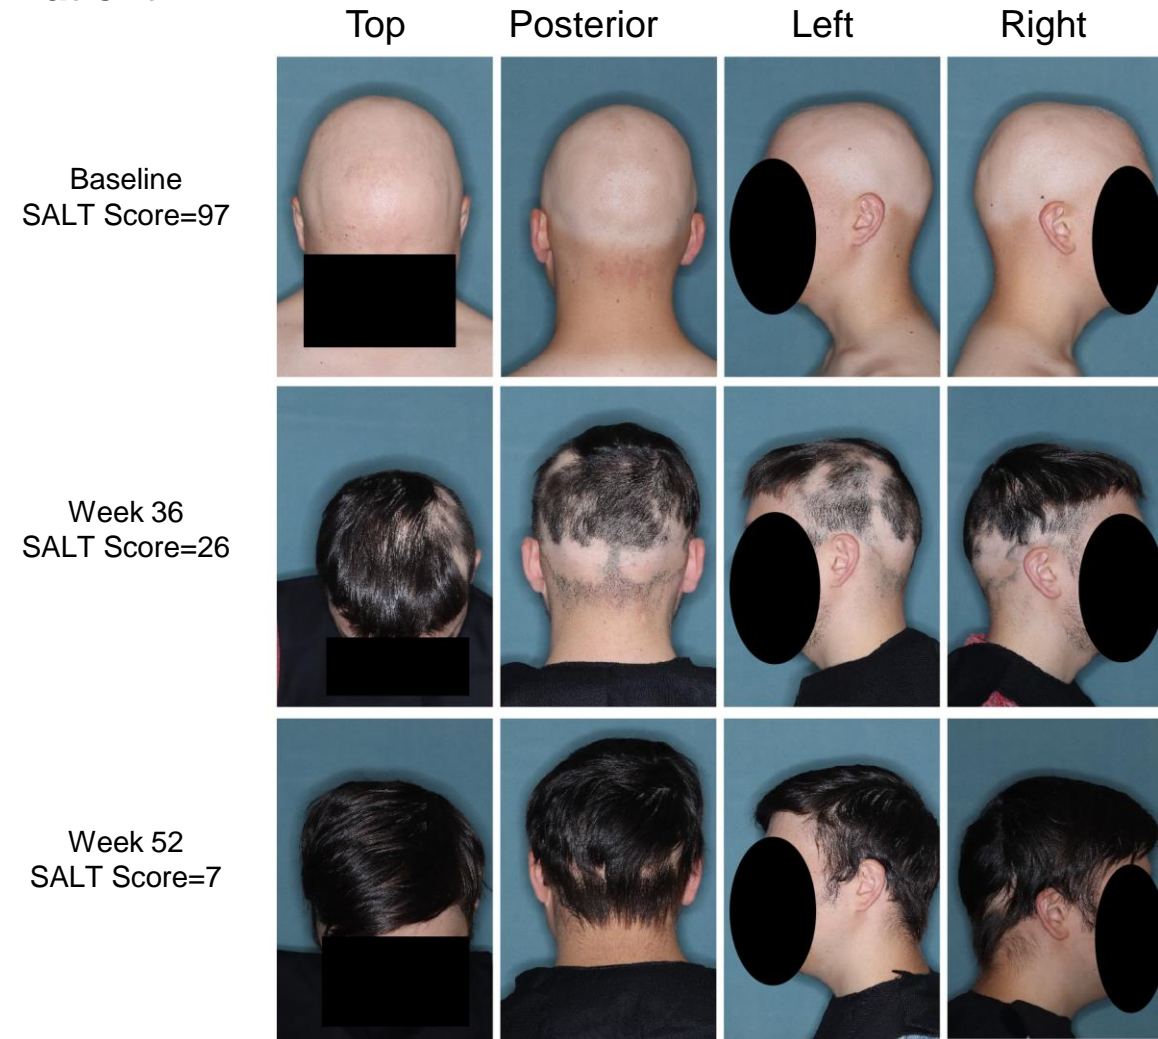 Top Posterior Left Right
Baseline
SALT Score=97
Week 36
SALT Score=26
Week 52
SALT Score=7